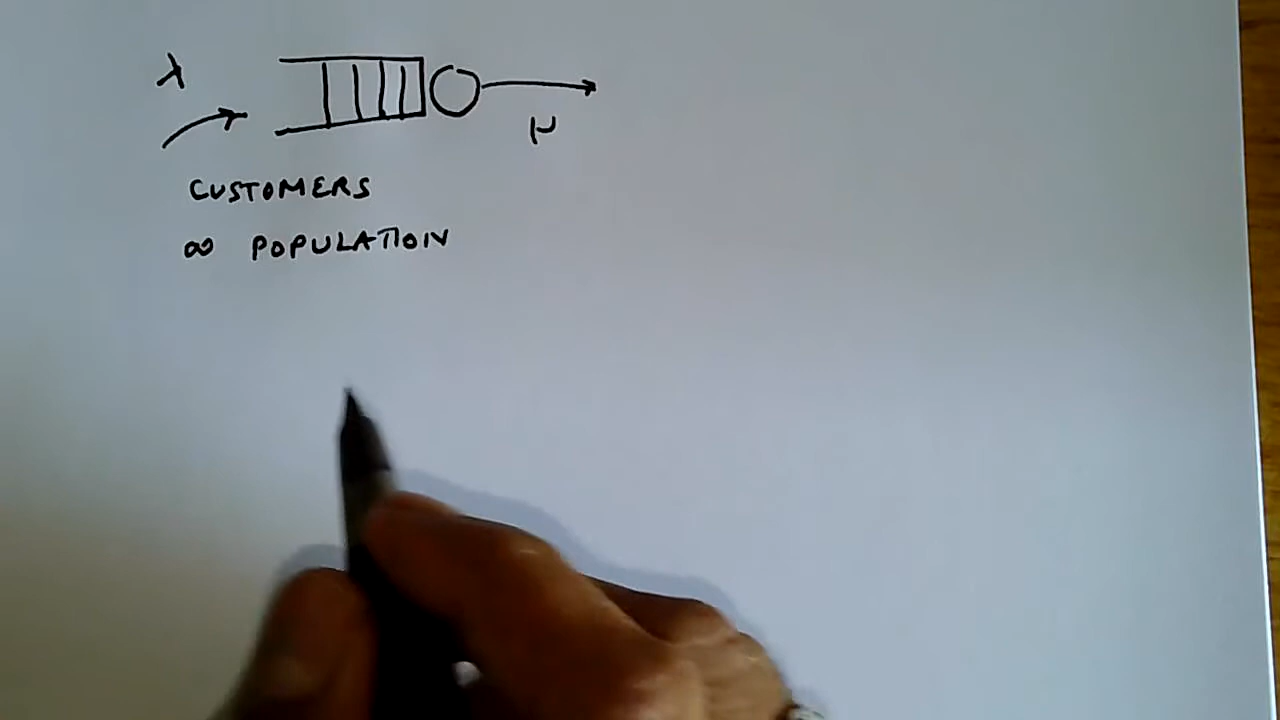 λ
μ
CUSTOMERS
∞ POPULATION